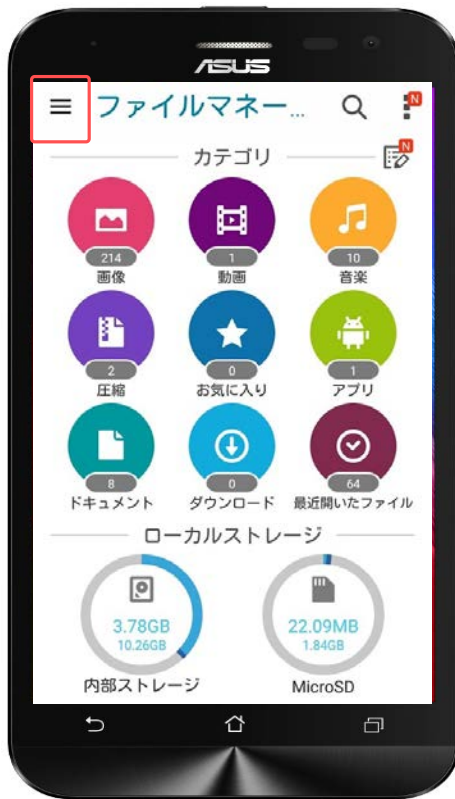 ASUS
ファイルマネー...
N
カテゴリ
N
214
1
10
画像
動画
音楽
2
0
1
圧縮
お気に入り
アプリ
8
0
64
ドキュメント
ダウンロード
最近開いたファイル
ローカルストレージ
3.78GB
10.26GB
22.09MB
1.84GB
内部ストレージ
MicroSD